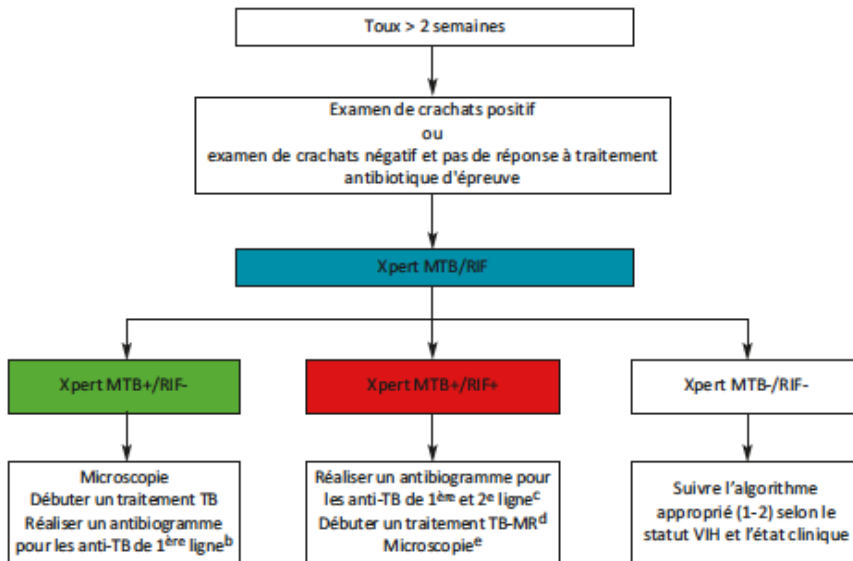 Toux > 2 semaines
Examen de crachats positif
ou
examen de crachats négatif et pas de réponse à traitement
antibiotique d'épreuve
Xpert MTB/RIF
Xpert MTB+/RIF-
Xpert MTB+/RIF+
Xpert MTB-/RIF-
Microscopie
Débuter un traitement TB
Réaliser un antibiogramme
pour les anti-TB de 1ère ligneb
Réaliser un antibiogramme pour
les anti-TB de 1ère et 2e lignec
Débuter un traitement TB-MRd
Microscopiee
Suivre l'algorithme
approprié (1-2) selon le
statut VIH et l'état clinique